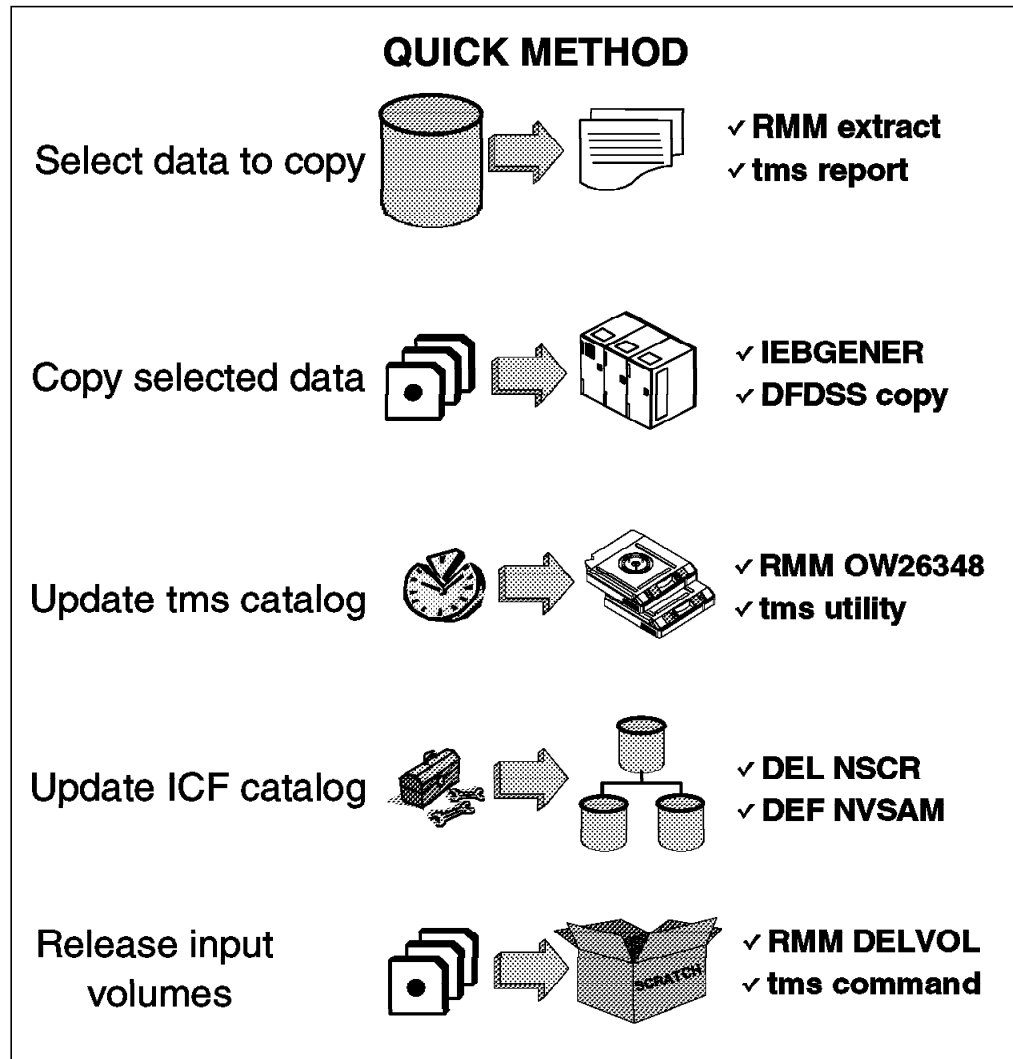 QUICK METHOD
Select data to copy
✓ RMM extract
✓ tms report
Copy selected data
✓ IEBGENER
✓ DFDSS copy
Update tms catalog
✓ RMM OW26348
✓ tms utility
Update ICF catalog
✓ DEL NSCR
✓ DEF NVSAM
Release input
volumes
SCRATCH
✓ RMM DELVOL
✓ tms command